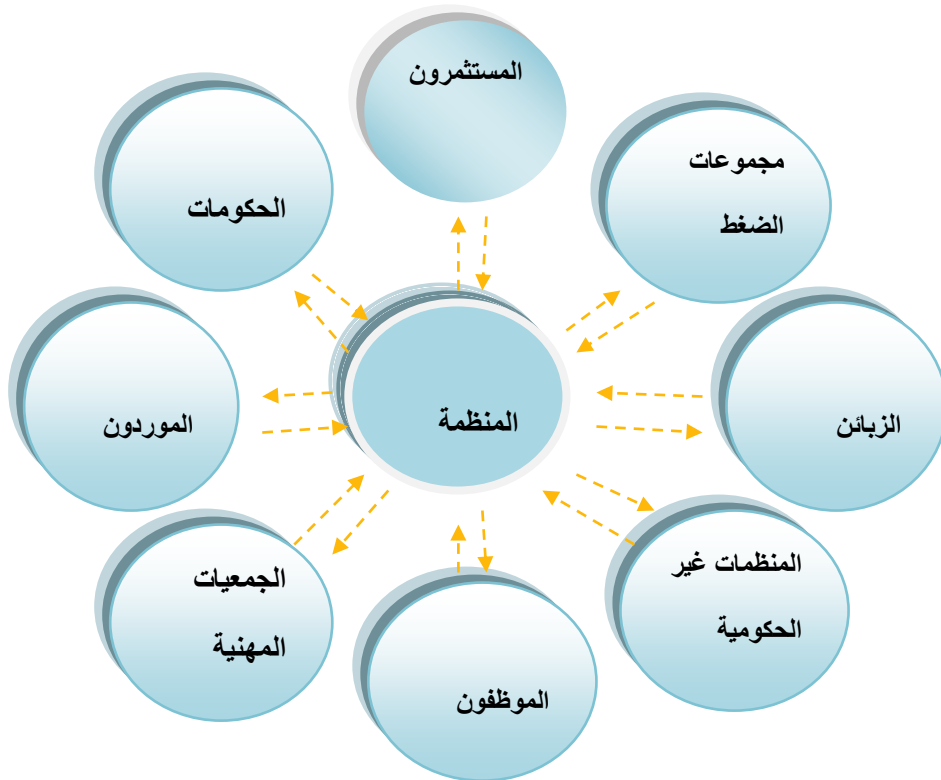 المستثمرون
مجموعات
الضغط
الحكومات
الزبائن
المنظمة
الموردون
المنظمات غير
الحكومية
الجمعيات
المهنية
الموظفون